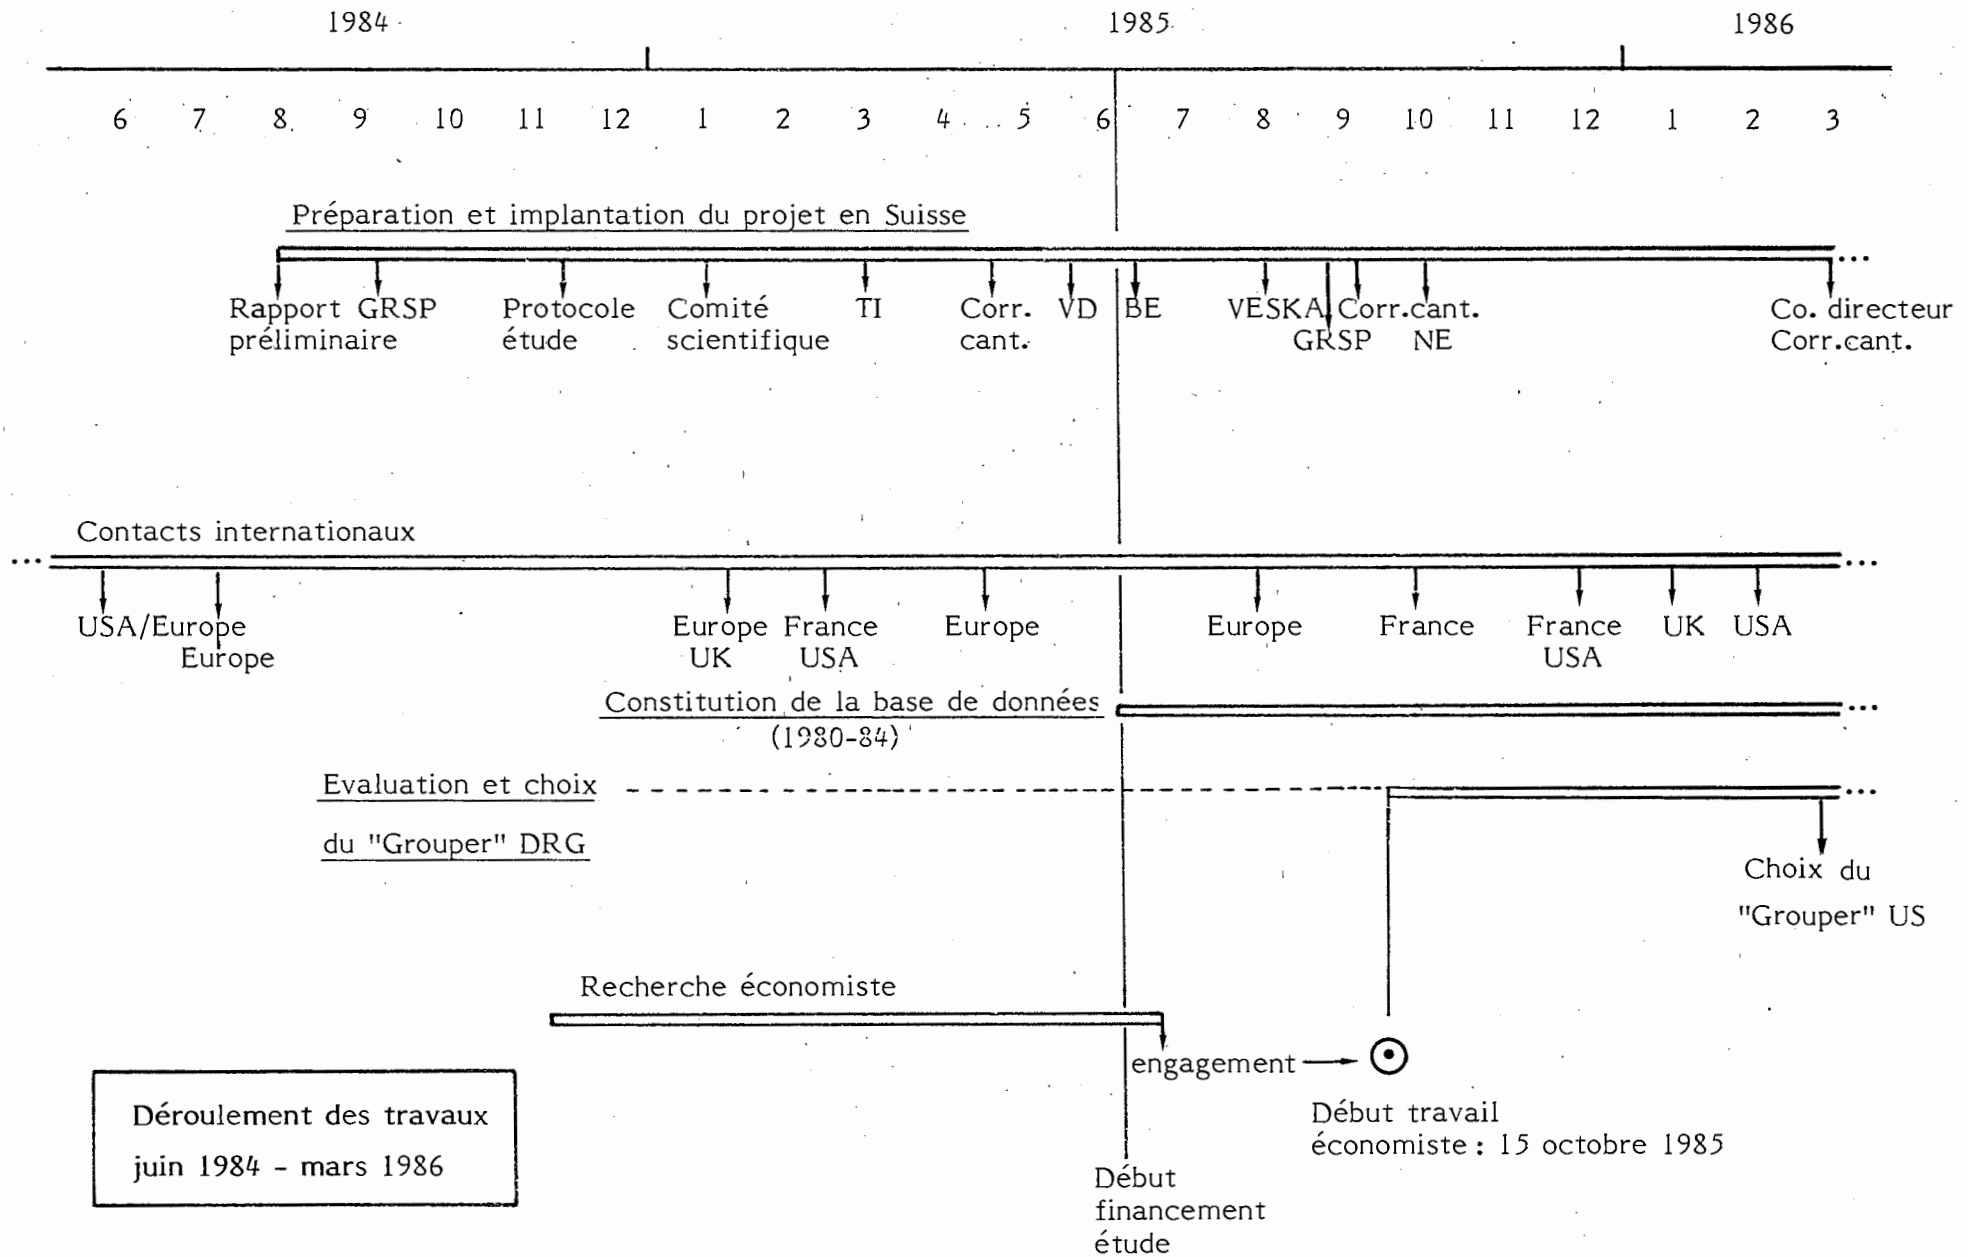 1984 1985 1986
6 7 8 9 10 11 12 1 2 3 4 5 6 7 8 9 10 11 12 1 2 3
Préparation et implantation du projet en Suisse
...
Rapport GRSP Protocole Comité TI Corr. VD BE VESKA Corr.cant. Co. directeur
préliminaire étude scientifique cant. GRSP NE Corr.cant.
Contacts internationaux
... ...
USA/Europe Europe France Europe Europe France France UK USA
Europe UK USA USA
Constitution de la base de données ...
(1980-84)
Evaluation et choix ...
du "Grouper" DRG
Choix du
"Grouper" US
Recherche économiste
engagement
Déroulement des travaux
juin 1984 - mars 1986
Début travail
économiste : 15 octobre 1985
Début
financement
étude